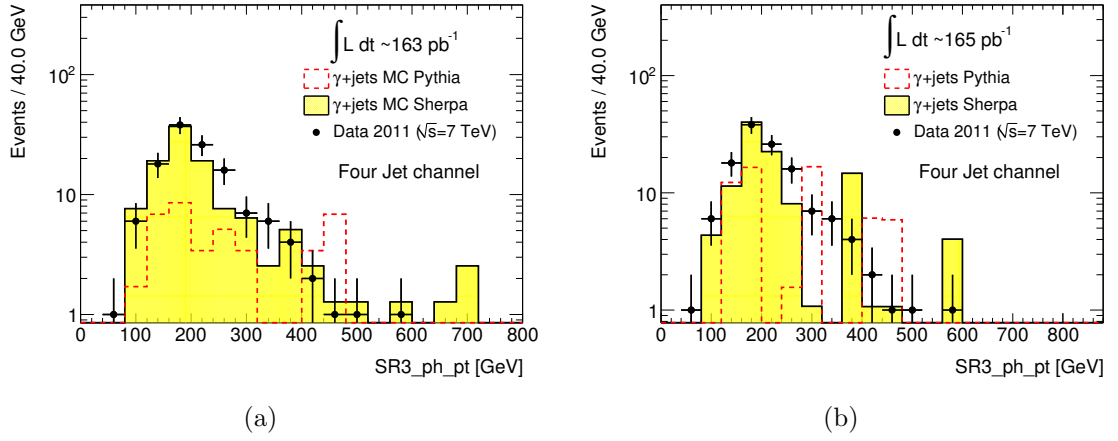 Events / 40.0 GeV
10²
10
1
∫ L dt ~163 pb⁻¹
γ+jets MC Pythia
γ+jets MC Sherpa
Data 2011 (√s=7 TeV)
Four Jet channel
0 100 200 300 400 500 600 700 800
SR3_ph_pt [GeV]
(a)
Events / 40.0 GeV
10²
10
1
∫ L dt ~165 pb⁻¹
γ+jets Pythia
γ+jets Sherpa
Data 2011 (√s=7 TeV)
Four Jet channel
0 100 200 300 400 500 600 700 800
SR3_ph_pt [GeV]
(b)